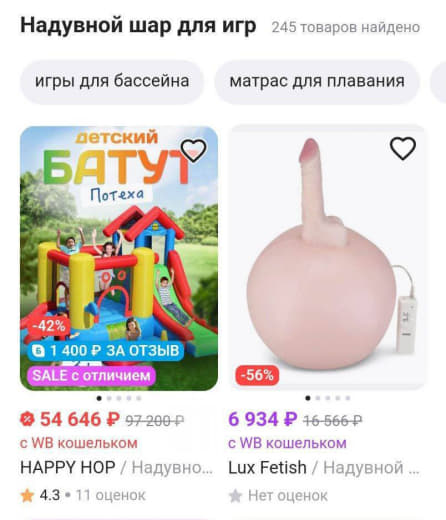 Надувной шар для игр 245 товаров найдено
игры для бассейна
матрас для плавания
детский
БАТУТ
Потеха
-42%
Б 1 400 ₽ ЗА ОТЗЫВ
SALE с отличием
-56%
54 646 ₽ 97 200 ₽
с WB кошельком
HAPPY HOP / Надувно...
4.3 • 11 оценок
6 934 ₽ 16 566 ₽
с WB кошельком
Lux Fetish / Надувной ...
Нет оценок